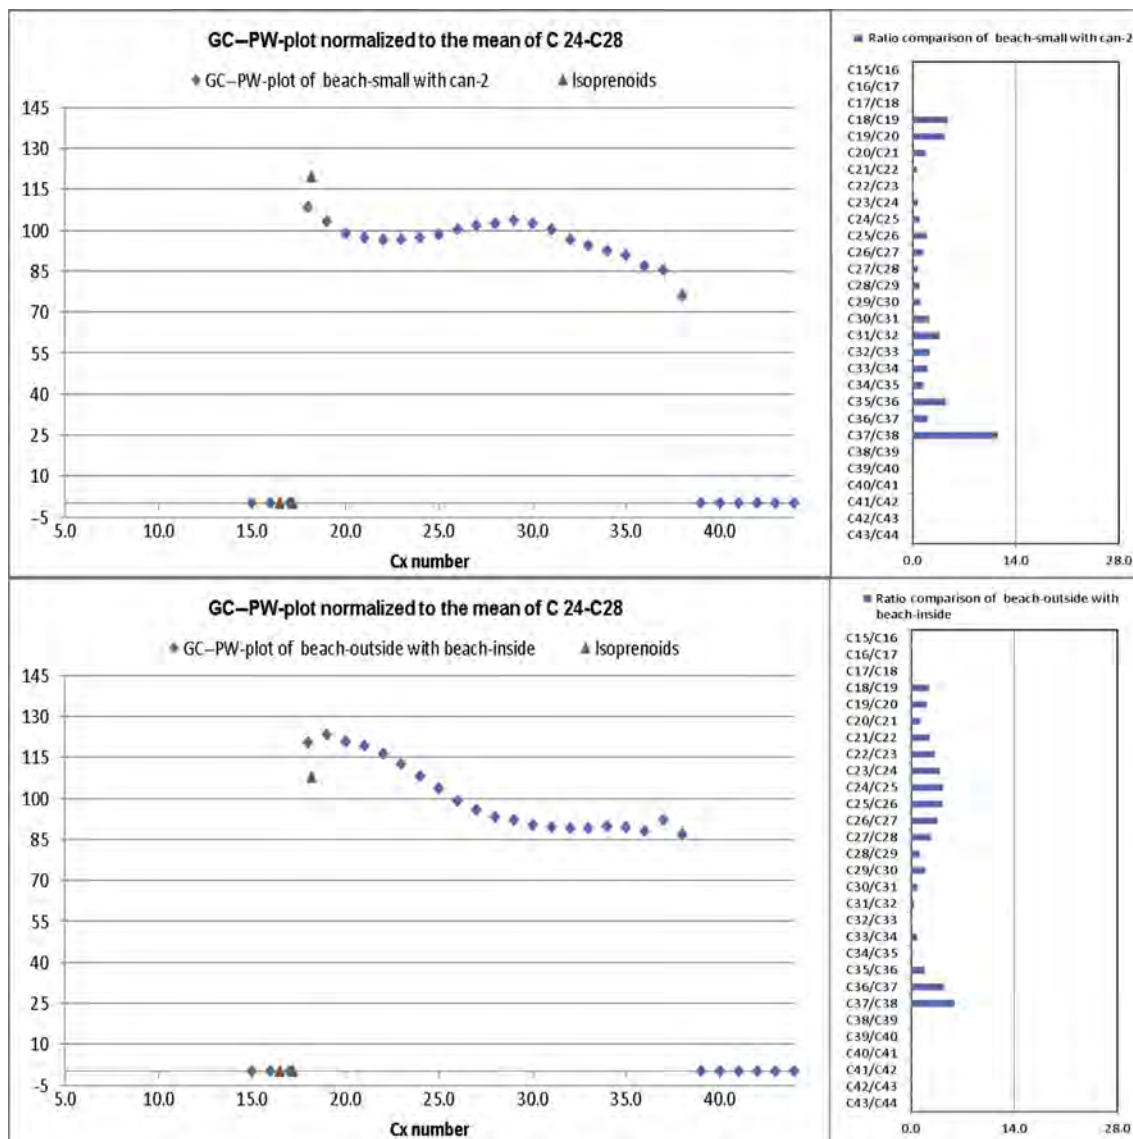 GC–PW-plot normalized to the mean of C 24-C28
GC–PW-plot of beach-small with can-2
Isoprenoids
145
130
115
100
85
70
55
40
25
10
–5
5.0 10.0 15.0 20.0 25.0 30.0 35.0 40.0
Cx number
Ratio comparison of beach-small with can-2
C15/C16
C16/C17
C17/C18
C18/C19
C19/C20
C20/C21
C21/C22
C22/C23
C23/C24
C24/C25
C25/C26
C26/C27
C27/C28
C28/C29
C29/C30
C30/C31
C31/C32
C32/C33
C33/C34
C34/C35
C35/C36
C36/C37
C37/C38
C38/C39
C39/C40
C40/C41
C41/C42
C42/C43
C43/C44
0.0 14.0 28.0
GC–PW-plot normalized to the mean of C 24-C28
GC–PW-plot of beach-outside with beach-inside
Isoprenoids
145
130
115
100
85
70
55
40
25
10
-5
5.0 10.0 15.0 20.0 25.0 30.0 35.0 40.0
Cx number
Ratio comparison of beach-outside with
beach-inside
C15/C16
C16/C17
C17/C18
C18/C19
C19/C20
C20/C21
C21/C22
C22/C23
C23/C24
C24/C25
C25/C26
C26/C27
C27/C28
C28/C29
C29/C30
C30/C31
C31/C32
C32/C33
C33/C34
C34/C35
C35/C36
C36/C37
C37/C38
C38/C39
C39/C40
C40/C41
C41/C42
C42/C43
C43/C44
0.0 14.0 28.0